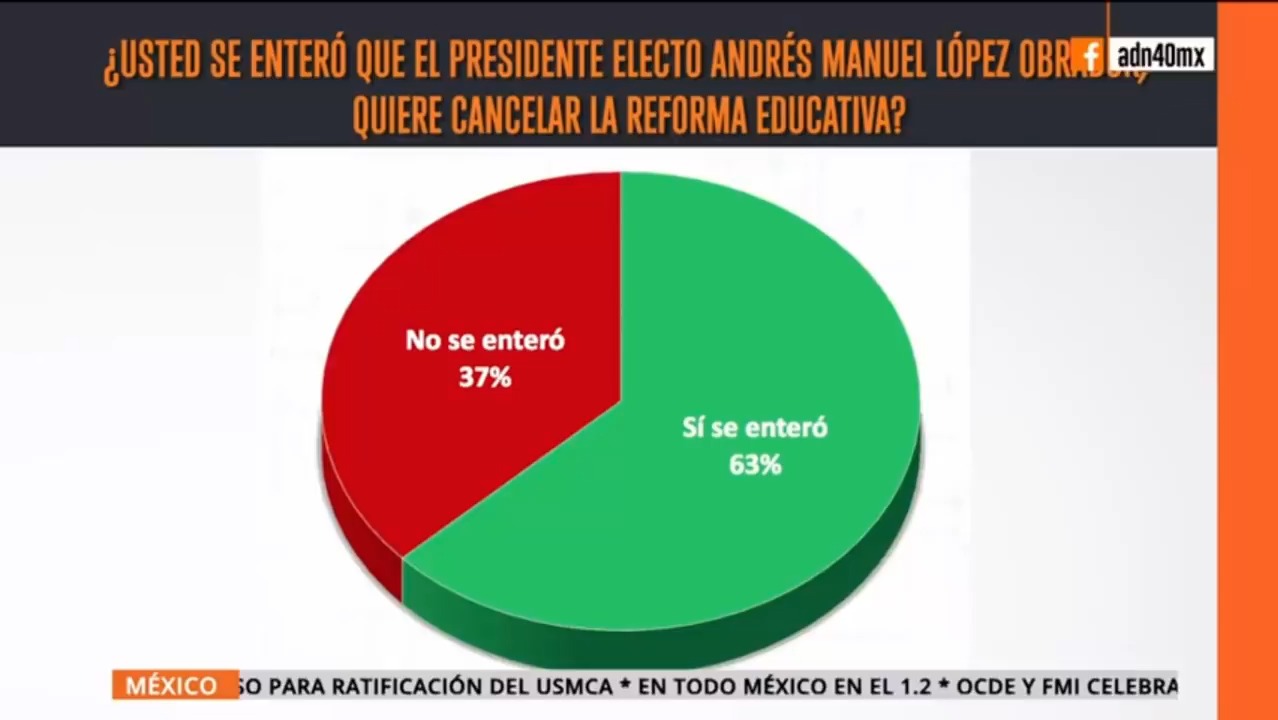 ¿USTED SE ENTERÓ QUE EL PRESIDENTE ELECTO ANDRÉS MANUEL LÓPEZ
adn40mx
QUIERE CANCELAR LA REFORMA EDUCATIVA?
No se enteró
37%
Sí se enteró
63%
MÉXICO
SO PARA RATIFICACIÓN DEL USMCA * EN TODO MÉXICO EN EL 1.2 * OCDE Y FMI CELEBRA